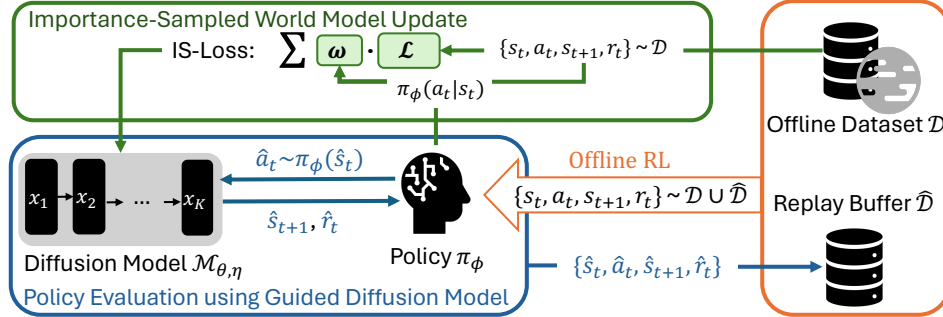 Importance-Sampled World Model Update
IS-Loss: ∑ ω · ℒ {s_t, a_t, s_{t+1}, r_t} ~ 𝒟
π_ϕ(a_t|s_t)
Offline Dataset 𝒟
â_t~π_ϕ(ŝ_t)
x_1 x_2 ... x_K
ŝ_{t+1}, r̂_t
Diffusion Model ℳ_{θ,η}
Policy π_ϕ
Policy Evaluation using Guided Diffusion Model
Offline RL
{s_t, a_t, s_{t+1}, r_t} ~ 𝒟 ∪ 𝒟̂
Replay Buffer 𝒟̂
{ŝ_t, â_t, ŝ_{t+1}, r̂_t}